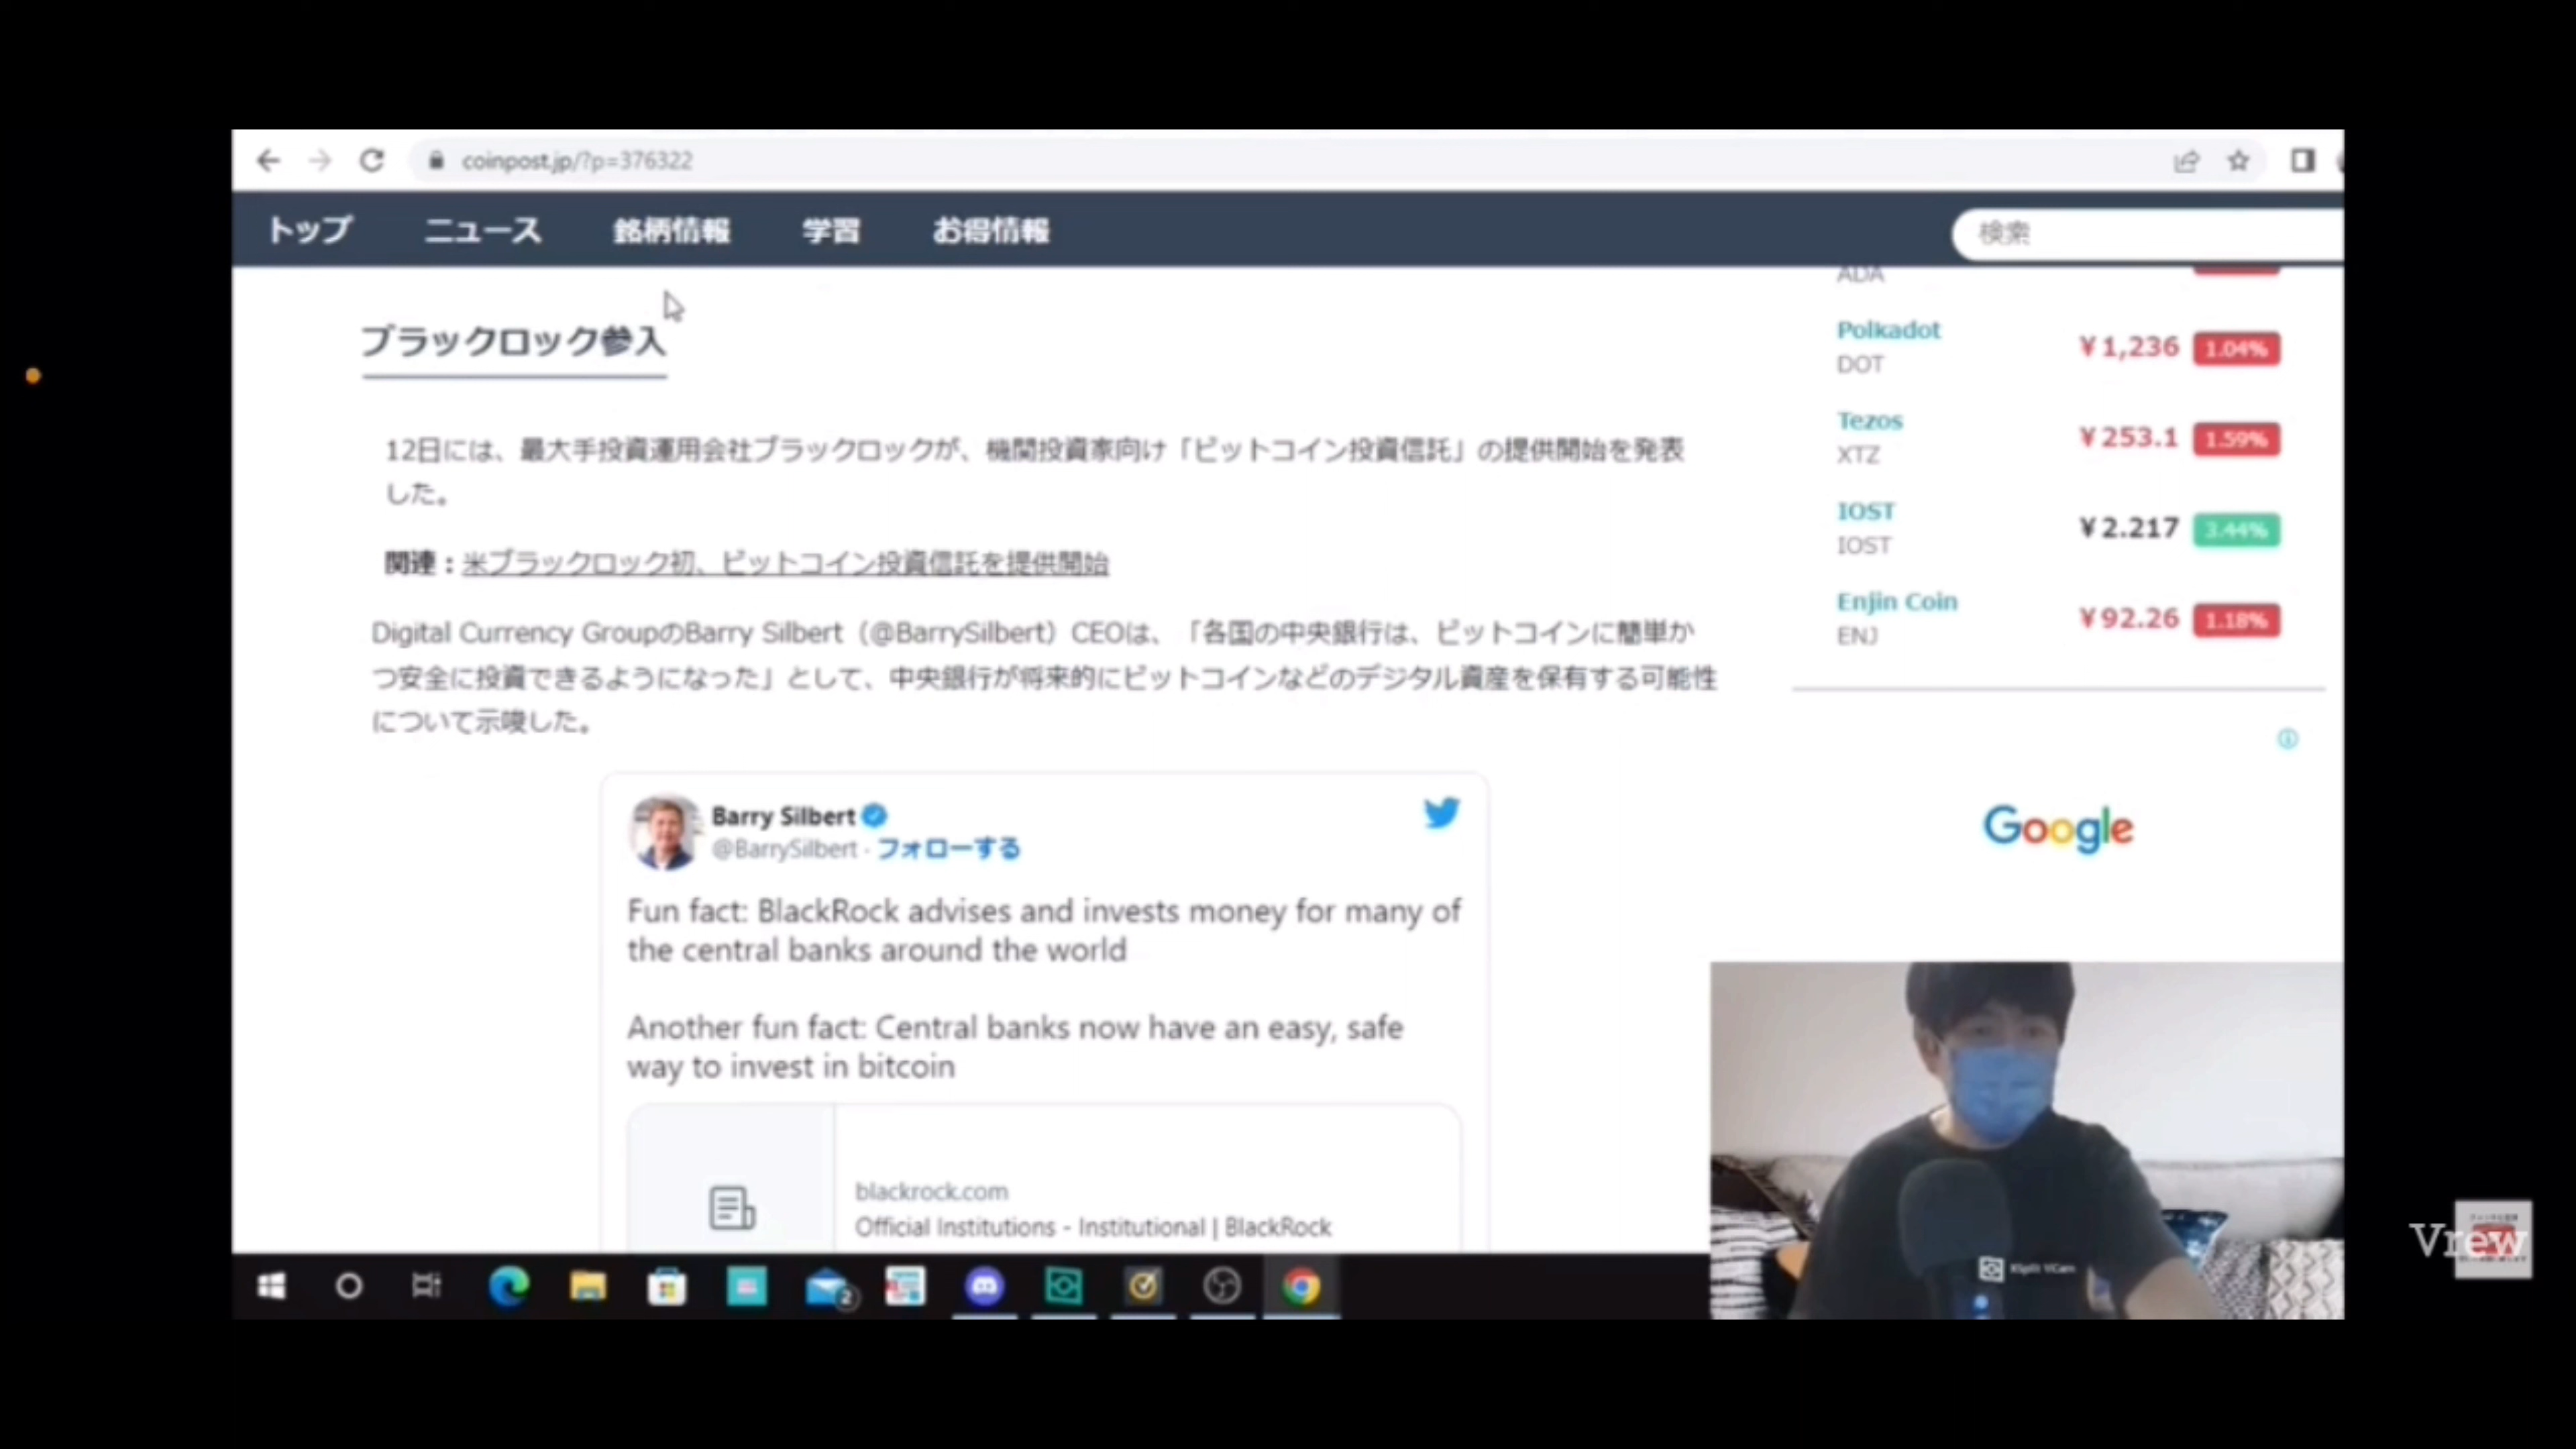 coinpost.jp/?p=376322
トップ ニュース 銘柄情報 学習 お得情報 検索
ブラックロック参入
12日には、最大手投資運用会社ブラックロックが、機関投資家向け「ビットコイン投資信託」の提供開始を発表
した。
関連：米ブラックロック初、ビットコイン投資信託を提供開始
Digital Currency GroupのBarry Silbert（@BarrySilbert）CEOは、「各国の中央銀行は、ビットコインに簡単か
つ安全に投資できるようになった」として、中央銀行が将来的にビットコインなどのデジタル資産を保有する可能性
について示唆した。
Barry Silbert
@BarrySilbert · フォローする
Fun fact: BlackRock advises and invests money for many of
the central banks around the world
Another fun fact: Central banks now have an easy, safe
way to invest in bitcoin
blackrock.com
Official Institutions - Institutional | BlackRock
ADA
Polkadot
DOT
¥1,236 1.04%
Tezos
XTZ
¥253.1 1.59%
IOST
IOST
¥2.217 3.44%
Enjin Coin
ENJ
¥92.26 1.18%
Google
2
XSplit VCam
Vrew